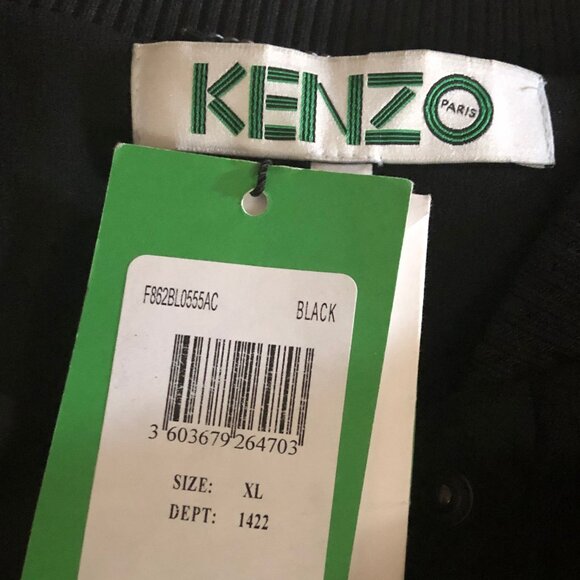 KENZO
PARIS
F862BL0555AC BLACK
3 603679 264703
SIZE: XL
DEPT: 1422